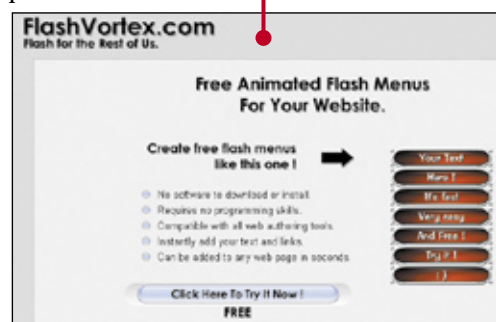 FlashVortex.com
Flash for the Rest of Us.
Free Animated Flash Menus
For Your Website.
Create free flash menus
like this one !
No software to download or install.
Requires no programming skills.
Compatible with all web authoring tools.
Instantly add your text and links.
Can be added to any web page in seconds.
Click Here To Try It Now !
FREE
Your Text
Here !
It's fast
Very easy
And Free !
Try it !
: )